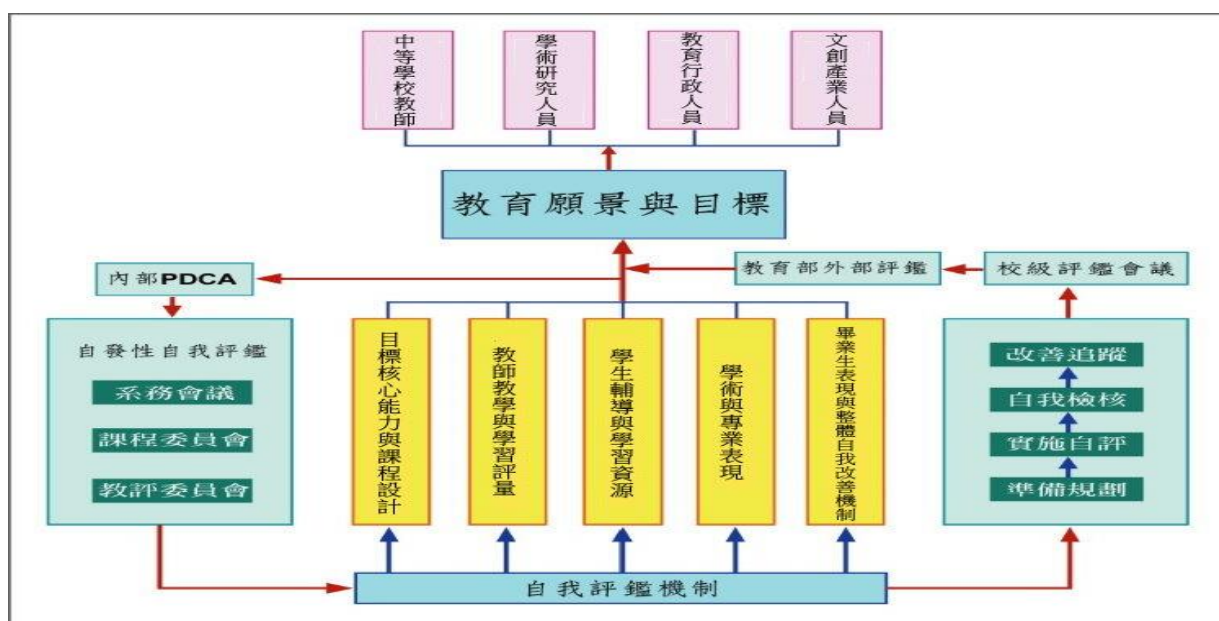 中等學校教師
學術研究人員
教育行政人員
文創產業人員
教育願景與目標
內部PDCA
教育部外部評鑑
校級評鑑會議
自發性自我評鑑
系務會議
課程委員會
教評委員會
目標核心能力與課程設計
教師教學與學習評量
學生輔導與學習資源
學術與專業表現
畢業生表現與整體自我改善機制
改善追蹤
自我檢核
實施自評
準備規劃
自我評鑑機制